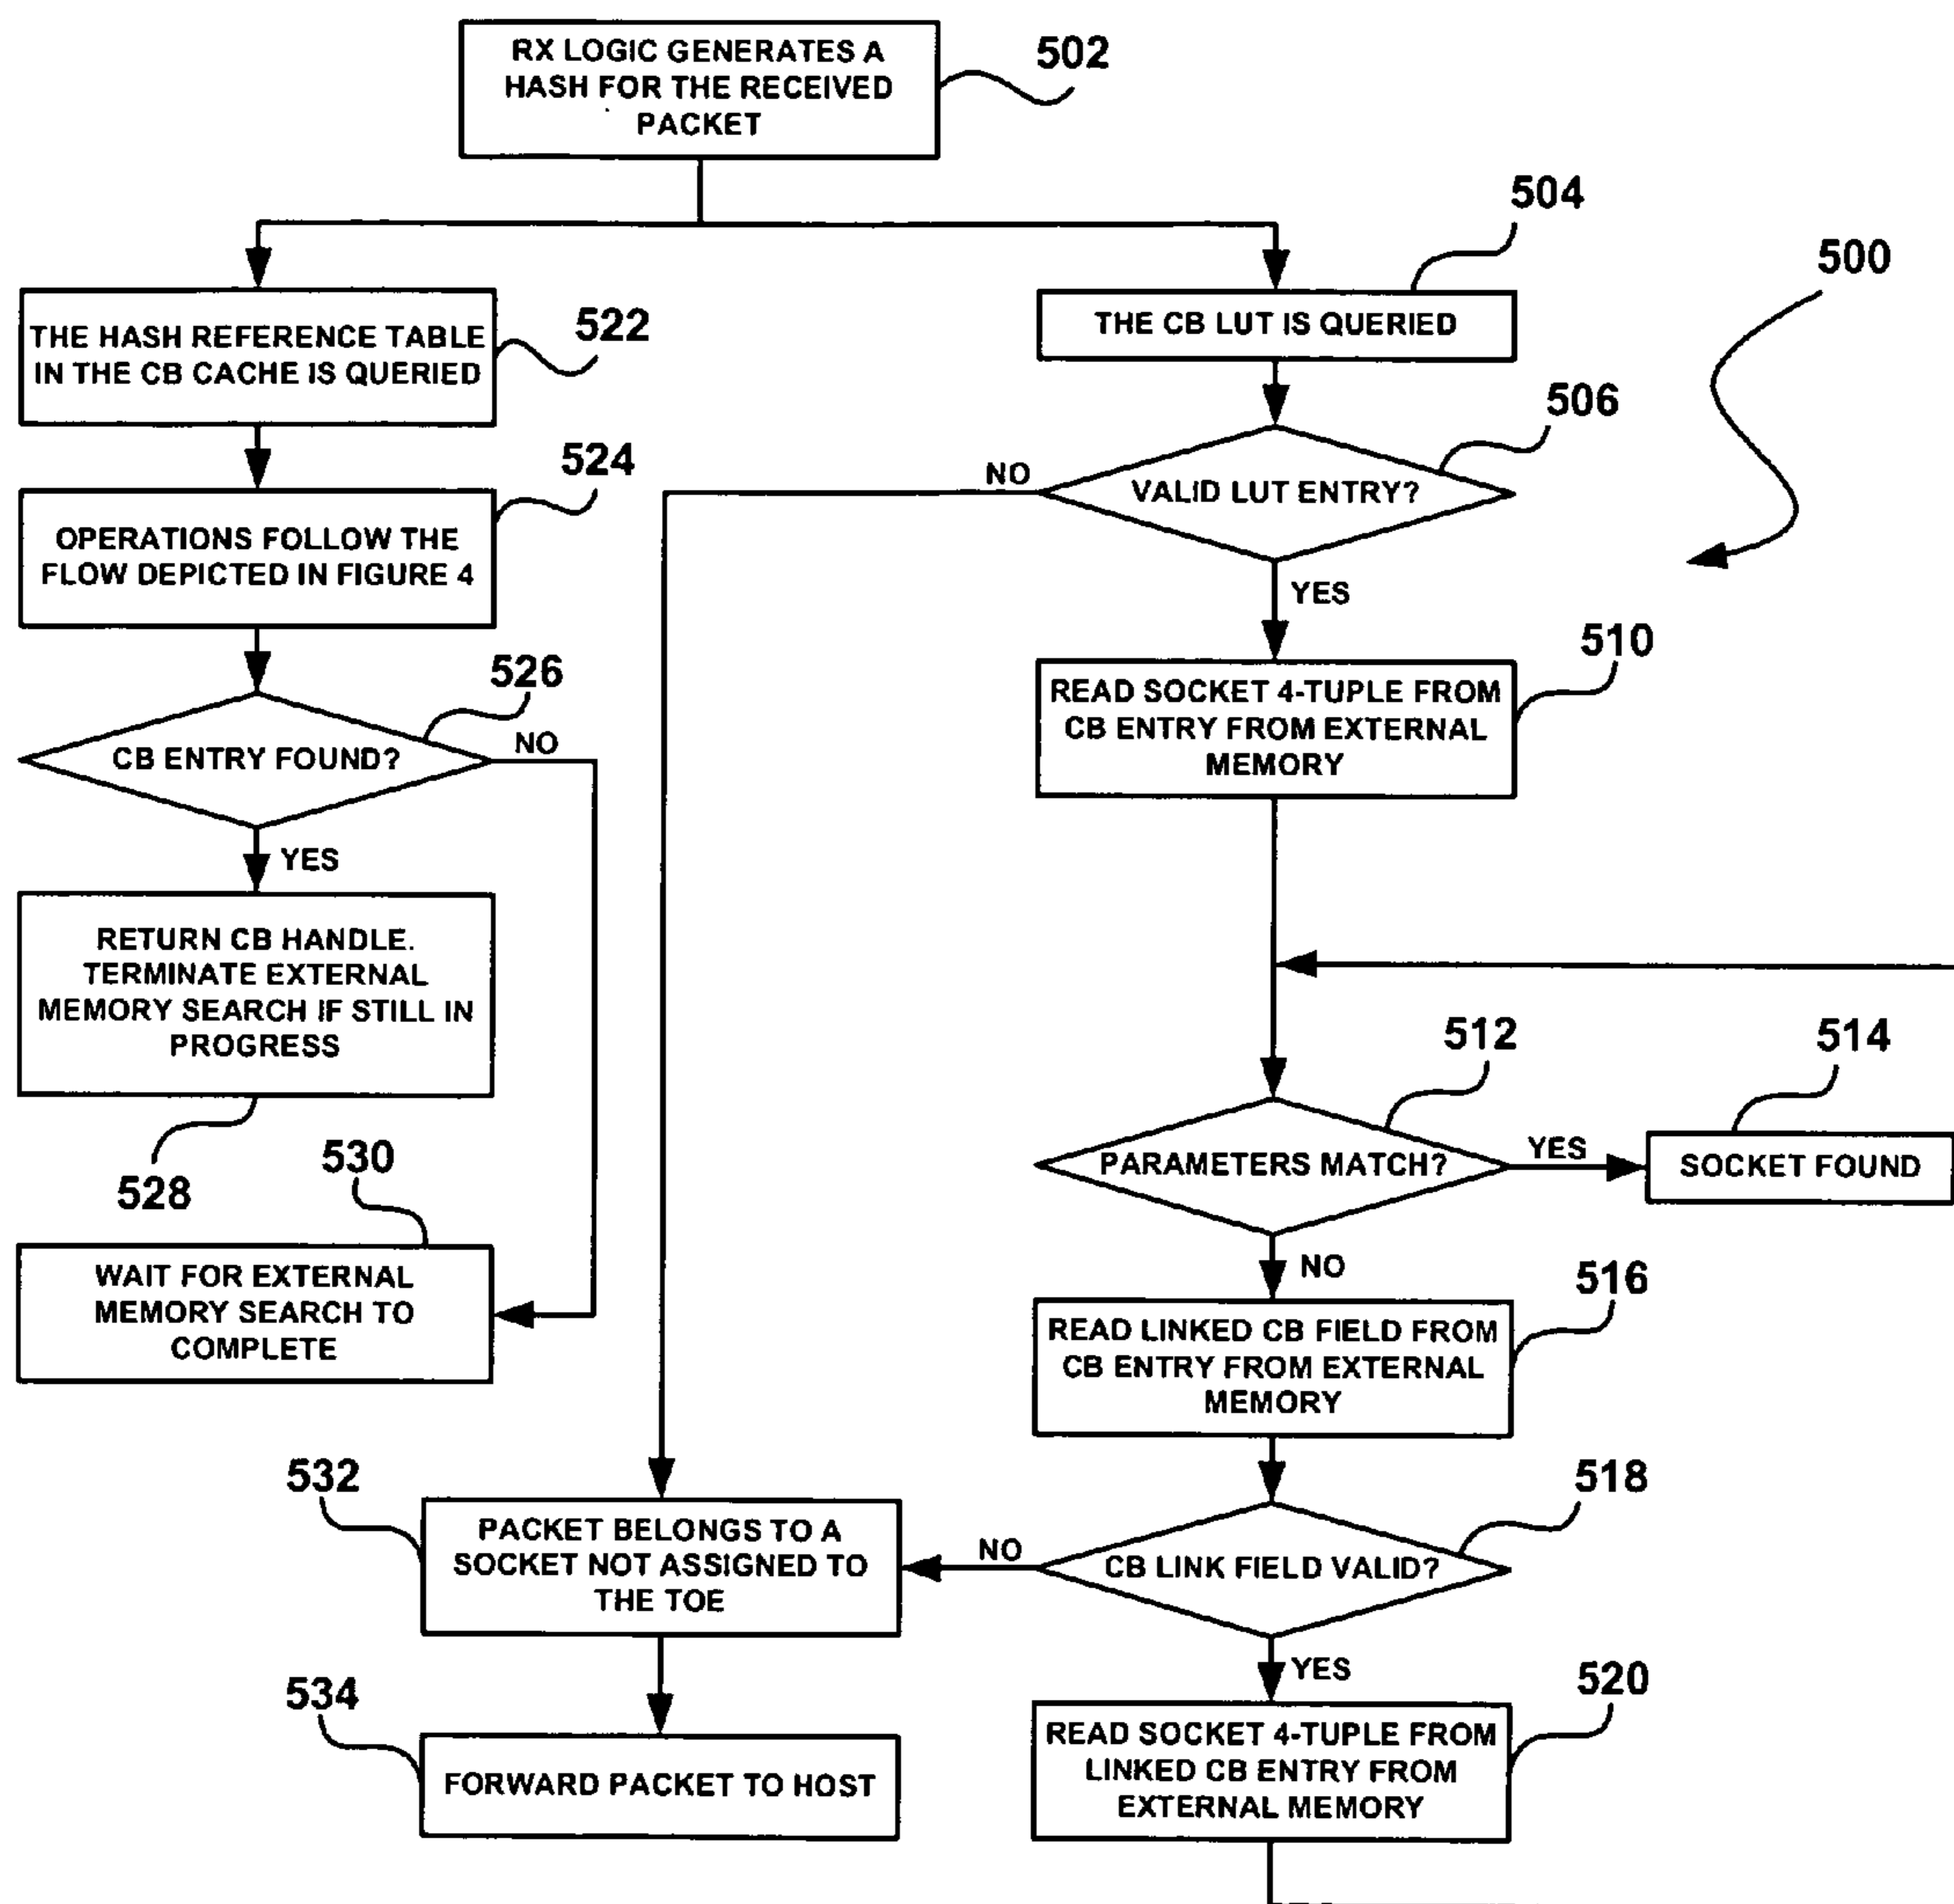 RX LOGIC GENERATES A
HASH FOR THE RECEIVED
PACKET
502
504
500
THE HASH REFERENCE TABLE
IN THE CB CACHE IS QUERIED
522
THE CB LUT IS QUERIED
506
524
NO
VALID LUT ENTRY?
OPERATIONS FOLLOW THE
FLOW DEPICTED IN FIGURE 4
YES
510
526
READ SOCKET 4-TUPLE FROM
CB ENTRY FROM EXTERNAL
MEMORY
CB ENTRY FOUND?
NO
YES
RETURN CB HANDLE.
TERMINATE EXTERNAL
MEMORY SEARCH IF STILL IN
PROGRESS
528
512
514
PARAMETERS MATCH?
YES
SOCKET FOUND
530
WAIT FOR EXTERNAL
MEMORY SEARCH TO
COMPLETE
NO
516
READ LINKED CB FIELD FROM
CB ENTRY FROM EXTERNAL
MEMORY
532
518
PACKET BELONGS TO A
SOCKET NOT ASSIGNED TO
THE TOE
NO
CB LINK FIELD VALID?
YES
534
520
FORWARD PACKET TO HOST
READ SOCKET 4-TUPLE FROM
LINKED CB ENTRY FROM
EXTERNAL MEMORY